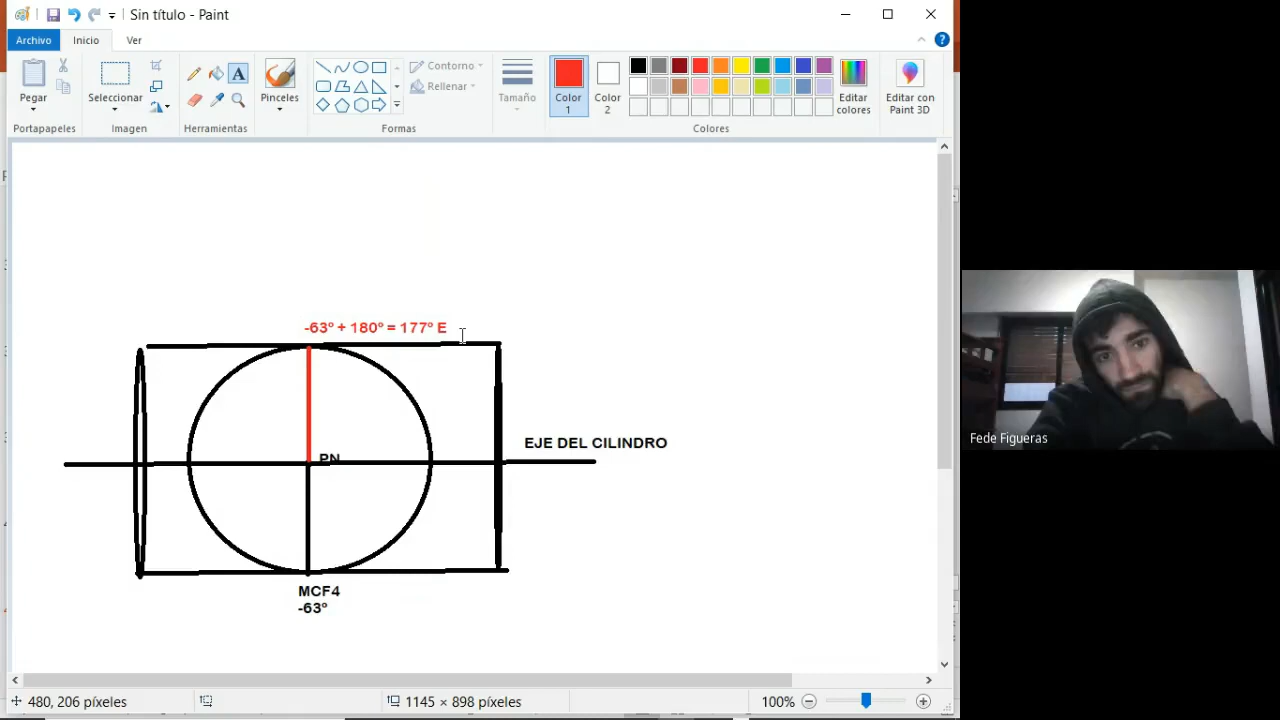 Sin título - Paint
Archivo
Inicio
Ver
Pegar
Portapapeles
Seleccionar
Imagen
A
Herramientas
Pinceles
Contorno
Rellenar
Formas
Tamaño
Color 1
Color 2
Editar colores
Editar con Paint 3D
Colores
-63º + 180º = 177º E
PN
EJE DEL CILINDRO
MCF4
-63º
Fede Figueras
480, 206 píxeles
1145 × 898 píxeles
100%